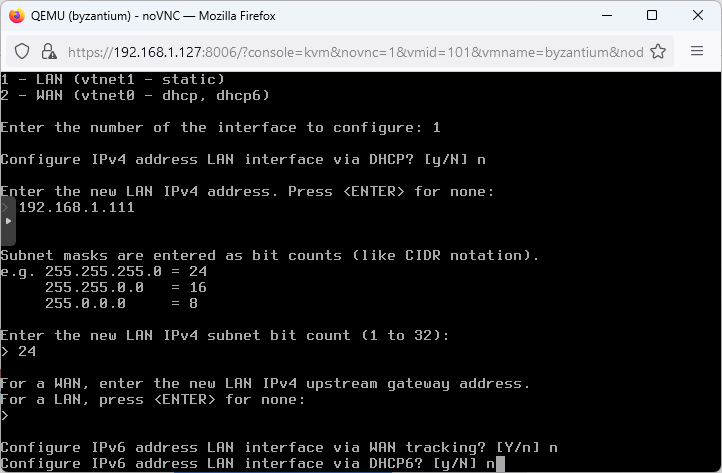 QEMU (byzantium) - noVNC — Mozilla Firefox
https://192.168.1.127:8006/?console=kvm&novnc=1&vmid=101&vmname=byzantium&nod
1 - LAN (vtnet1 - static)
2 - WAN (vtnet0 - dhcp, dhcp6)
Enter the number of the interface to configure: 1
Configure IPv4 address LAN interface via DHCP? [y/N] n
Enter the new LAN IPv4 address. Press <ENTER> for none:
> 192.168.1.111
Subnet masks are entered as bit counts (like CIDR notation).
e.g. 255.255.255.0 = 24
255.255.0.0 = 16
255.0.0.0 = 8
Enter the new LAN IPv4 subnet bit count (1 to 32):
> 24
For a WAN, enter the new LAN IPv4 upstream gateway address.
For a LAN, press <ENTER> for none:
>
Configure IPv6 address LAN interface via WAN tracking? [Y/n] n
Configure IPv6 address LAN interface via DHCP6? [y/N] n